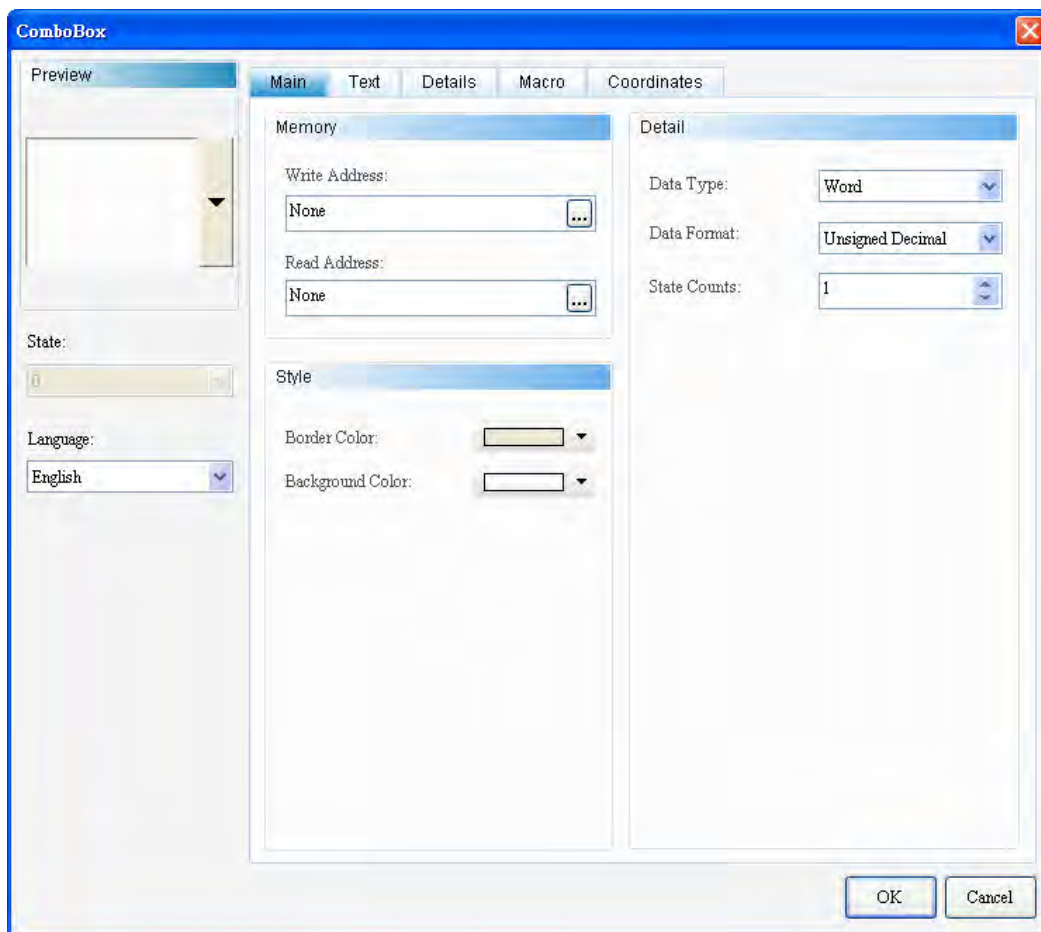 ComboBox
Preview
Main Text Details Macro Coordinates
Memory
Write Address:
None
...
Read Address:
None
...
Detail
Data Type:
Word
Data Format:
Unsigned Decimal
State Counts:
1
State:
0
Language:
English
Style
Border Color:
Background Color:
OK Cancel